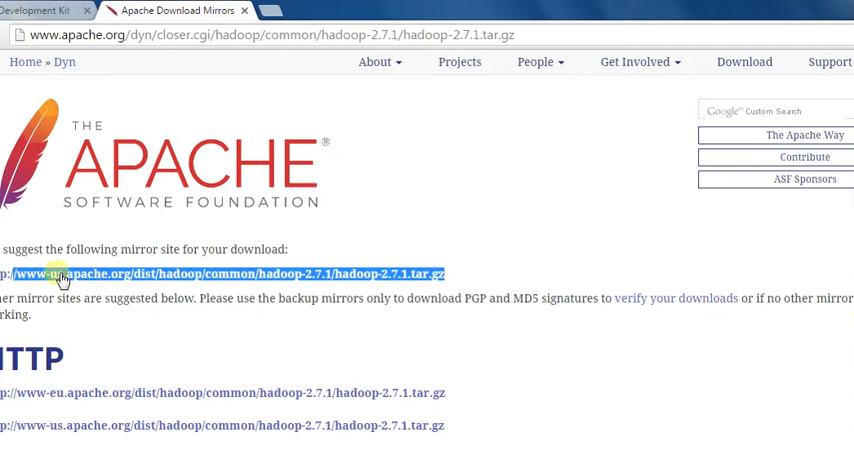 Development Kit
Apache Download Mirrors
www.apache.org/dyn/closer.cgi/hadoop/common/hadoop-2.7.1/hadoop-2.7.1.tar.gz
Home » Dyn About Projects People Get Involved Download Support
Google™ Custom Search
The Apache Way
Contribute
ASF Sponsors
THE
APACHE®
SOFTWARE FOUNDATION
suggest the following mirror site for your download:
p://www-us.apache.org/dist/hadoop/common/hadoop-2.7.1/hadoop-2.7.1.tar.gz
er mirror sites are suggested below. Please use the backup mirrors only to download PGP and MD5 signatures to verify your downloads or if no other mirror
rking.
TTP
p://www-eu.apache.org/dist/hadoop/common/hadoop-2.7.1/hadoop-2.7.1.tar.gz
p://www-us.apache.org/dist/hadoop/common/hadoop-2.7.1/hadoop-2.7.1.tar.gz